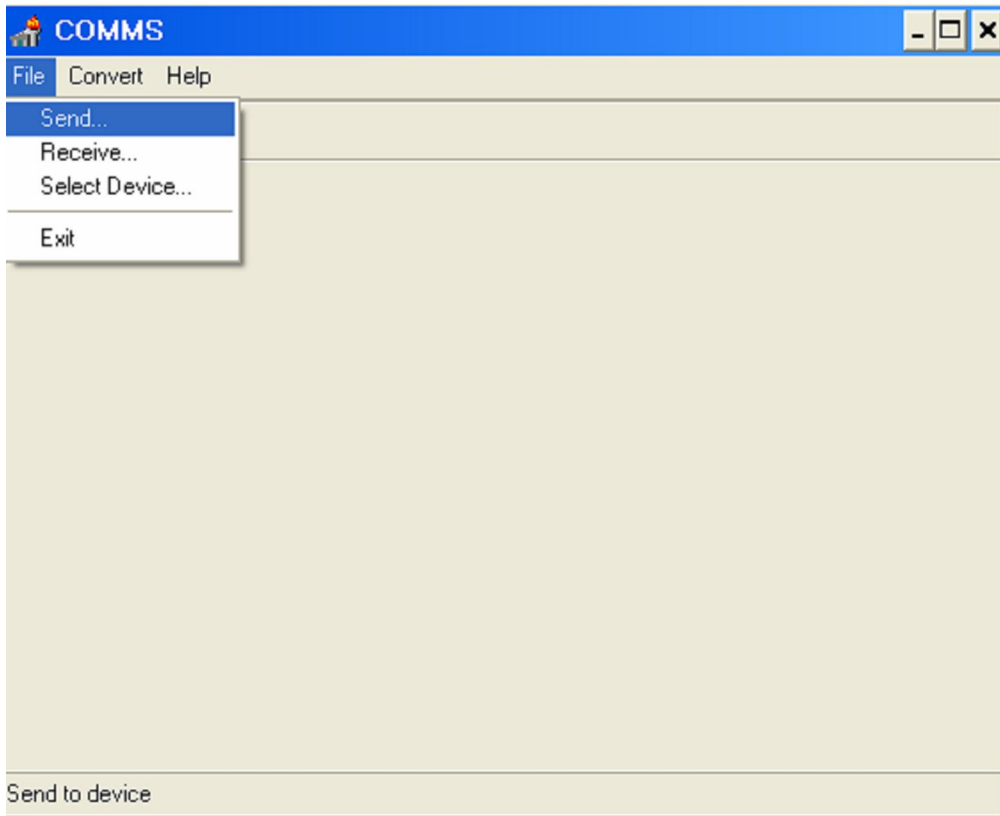 COMMS
File Convert Help
Send...
Receive...
Select Device...
Exit
Send to device